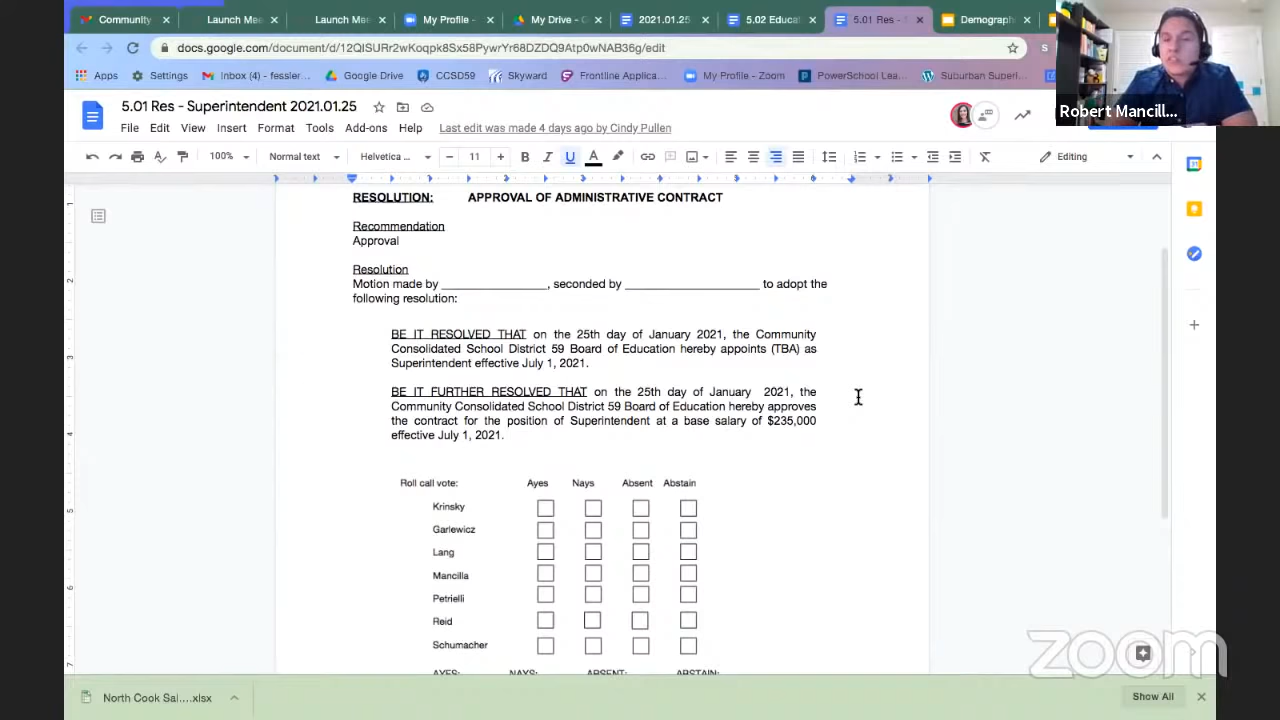 Community
Launch Mee
Launch Mee
My Profile -
My Drive - G
2021.01.25
5.02 Educat
5.01 Res - S
Demograph
docs.google.com/document/d/12QISURr2wKoqpk8Sx58PywrYr68DZDQ9Atp0wNAB36g/edit
Apps
Settings
Inbox (4) - fessler...
Google Drive
CCSD59
Skyward
Frontline Applica...
My Profile - Zoom
PowerSchool Lea...
Suburban Superi...
Robert Mancill...
5.01 Res - Superintendent 2021.01.25
File Edit View Insert Format Tools Add-ons Help Last edit was made 4 days ago by Cindy Pullen
100% Normal text Helvetica ... 11 B I U A Editing
RESOLUTION: APPROVAL OF ADMINISTRATIVE CONTRACT
Recommendation
Approval
Resolution
Motion made by _________________, seconded by ______________________ to adopt the
following resolution:
BE IT RESOLVED THAT on the 25th day of January 2021, the Community
Consolidated School District 59 Board of Education hereby appoints (TBA) as
Superintendent effective July 1, 2021.
BE IT FURTHER RESOLVED THAT on the 25th day of January 2021, the
Community Consolidated School District 59 Board of Education hereby approves
the contract for the position of Superintendent at a base salary of $235,000
effective July 1, 2021.
Roll call vote: Ayes Nays Absent Abstain
Krinsky
Garlewicz
Lang
Mancilla
Petrielli
Reid
Schumacher
AYES: NAYS: ABSENT: ABSTAIN:
zoom
North Cook Sal....xlsx
Show All